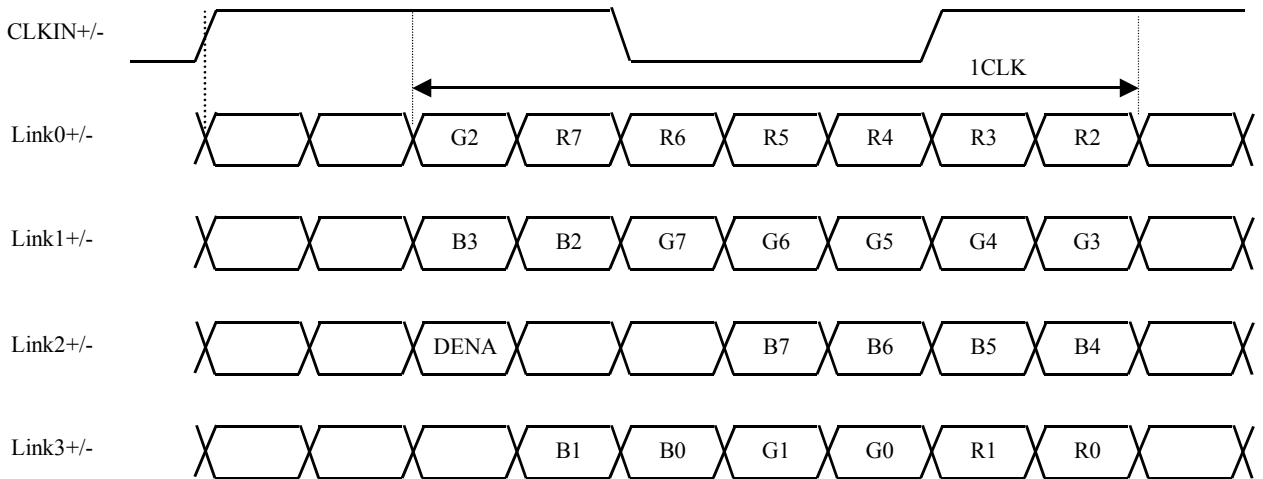 CLKIN+/-
1CLK
Link0+/- G2 R7 R6 R5 R4 R3 R2
Link1+/- B3 B2 G7 G6 G5 G4 G3
Link2+/- DENA B7 B6 B5 B4
Link3+/- B1 B0 G1 G0 R1 R0